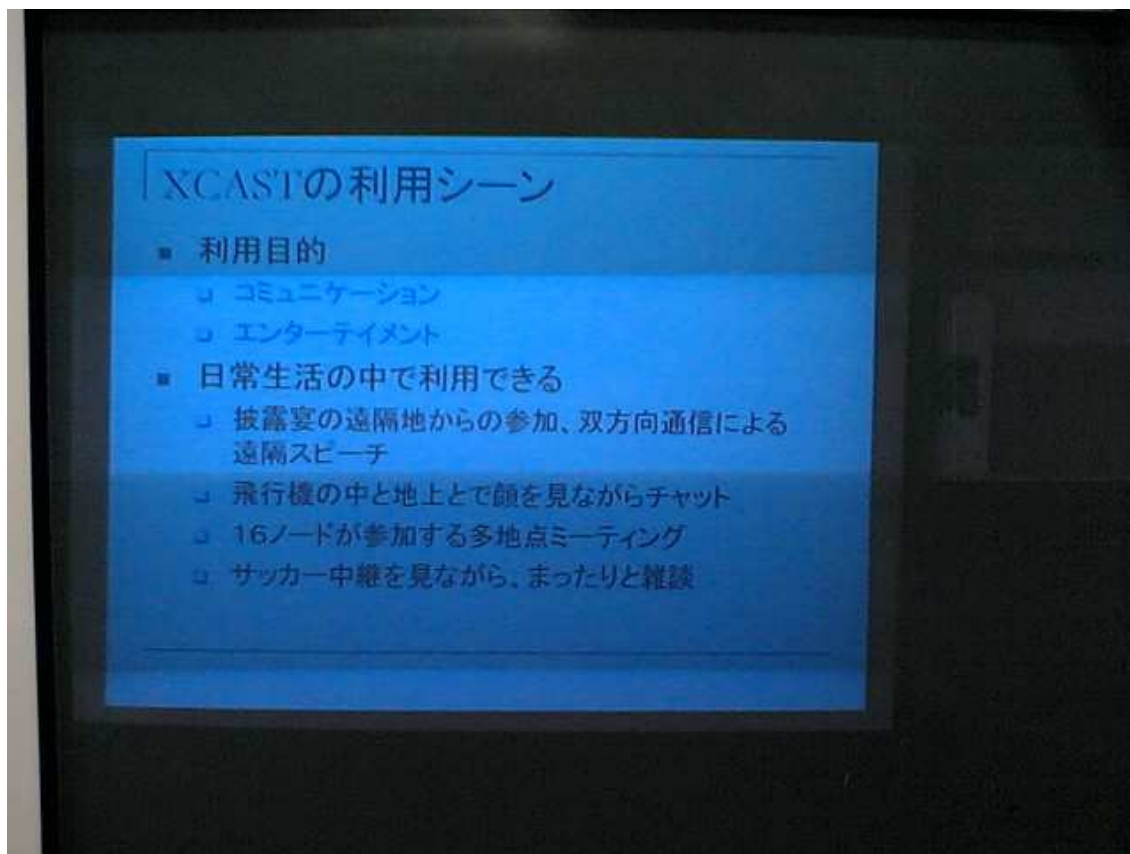 XCASTの利用シーン
■ 利用目的
❑ コミュニケーション
❑ エンターテイメント
■ 日常生活の中で利用できる
❑ 披露宴の遠隔地からの参加、双方向通信による
遠隔スピーチ
❑ 飛行機の中と地上とで顔を見ながらチャット
❑ 16ノードが参加する多地点ミーティング
❑ サッカー中継を見ながら、まったりと雑談